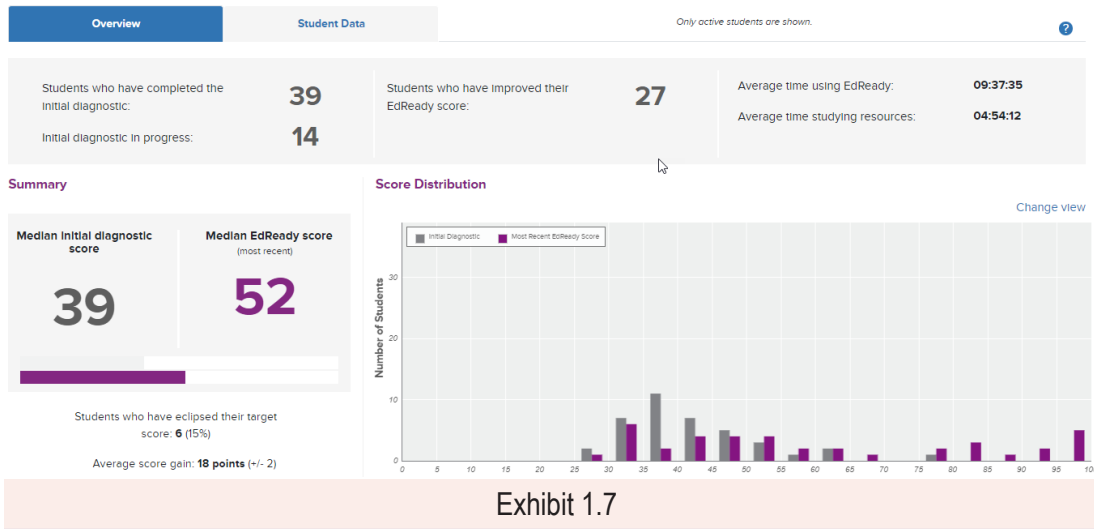 Overview
Student Data
Only active students are shown.
?
Students who have completed the
initial diagnostic:
39
Initial diagnostic in progress:
14
Students who have improved their
EdReady score:
27
Average time using EdReady:
09:37:35
Average time studying resources:
04:54:12
Summary
Median initial diagnostic
score
39
Median EdReady score
(most recent)
52
Students who have eclipsed their target
score: 6 (15%)
Average score gain: 18 points (+/- 2)
Score Distribution
Change view
Initial Diagnostic
Most Recent EdReady Score
Number of Students
30
20
10
0
0 5 10 15 20 25 30 35 40 45 50 55 60 65 70 75 80 85 90 95 10
Exhibit 1.7